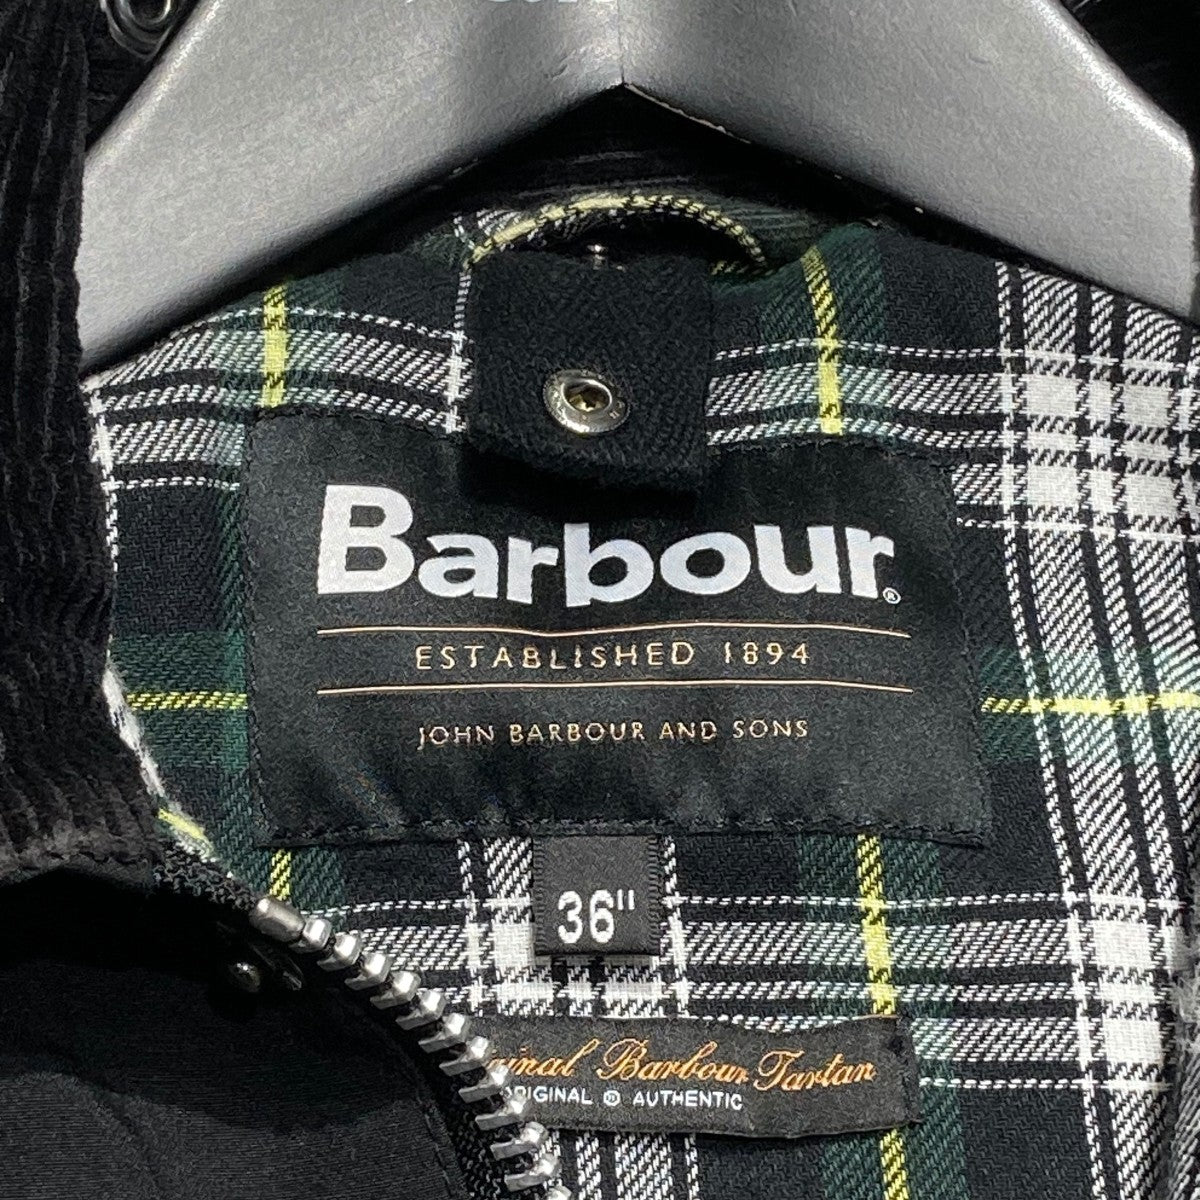 Barbour®
ESTABLISHED 1894
JOHN BARBOUR AND SONS
36"
Barbour Tartan
® AUTHENTIC